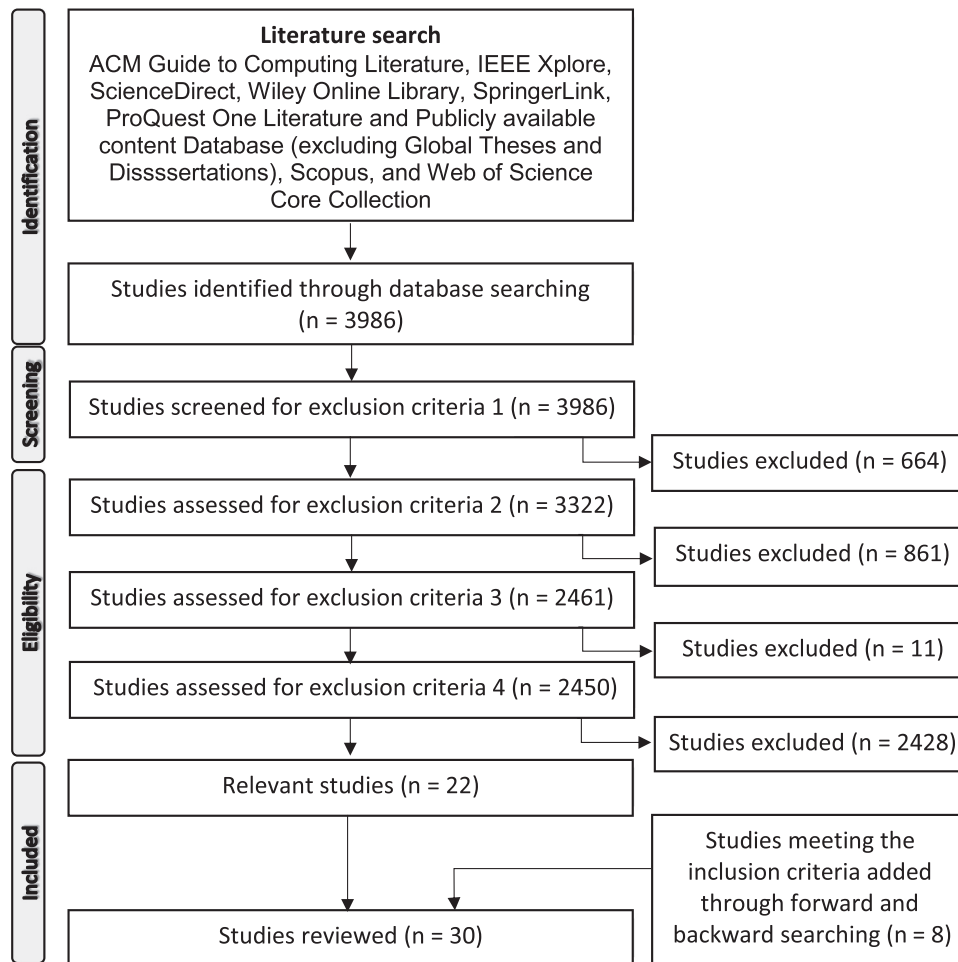 Identification
Literature search
ACM Guide to Computing Literature, IEEE Xplore,
ScienceDirect, Wiley Online Library, SpringerLink,
ProQuest One Literature and Publicly available
content Database (excluding Global Theses and
Dissssertations), Scopus, and Web of Science
Core Collection
Studies identified through database searching
(n = 3986)
Screening
Studies screened for exclusion criteria 1 (n = 3986)
Studies excluded (n = 664)
Eligibility
Studies assessed for exclusion criteria 2 (n = 3322)
Studies excluded (n = 861)
Studies assessed for exclusion criteria 3 (n = 2461)
Studies excluded (n = 11)
Studies assessed for exclusion criteria 4 (n = 2450)
Studies excluded (n = 2428)
Included
Relevant studies (n = 22)
Studies meeting the
inclusion criteria added
through forward and
backward searching (n = 8)
Studies reviewed (n = 30)